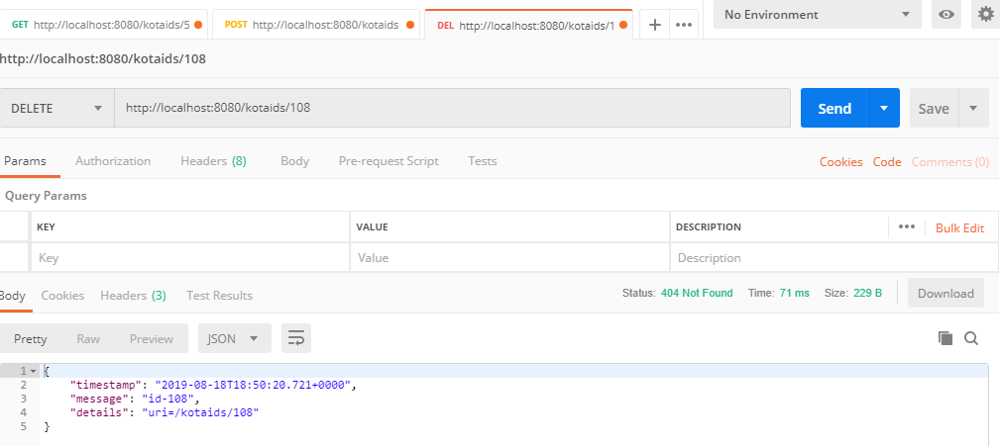 GET http://localhost:8080/kotaids/5 POST http://localhost:8080/kotaids DEL http://localhost:8080/kotaids/1 + ••• No Environment
http://localhost:8080/kotaids/108
DELETE http://localhost:8080/kotaids/108 Send Save
Params Authorization Headers (8) Body Pre-request Script Tests Cookies Code Comments (0)
Query Params
KEY VALUE DESCRIPTION ••• Bulk Edit
Key Value Description
Body Cookies Headers (3) Test Results Status: 404 Not Found Time: 71 ms Size: 229 B Download
Pretty Raw Preview JSON
1 {
2 "timestamp": "2019-08-18T18:50:20.721+0000",
3 "message": "id-108",
4 "details": "uri=/kotaids/108"
5 }